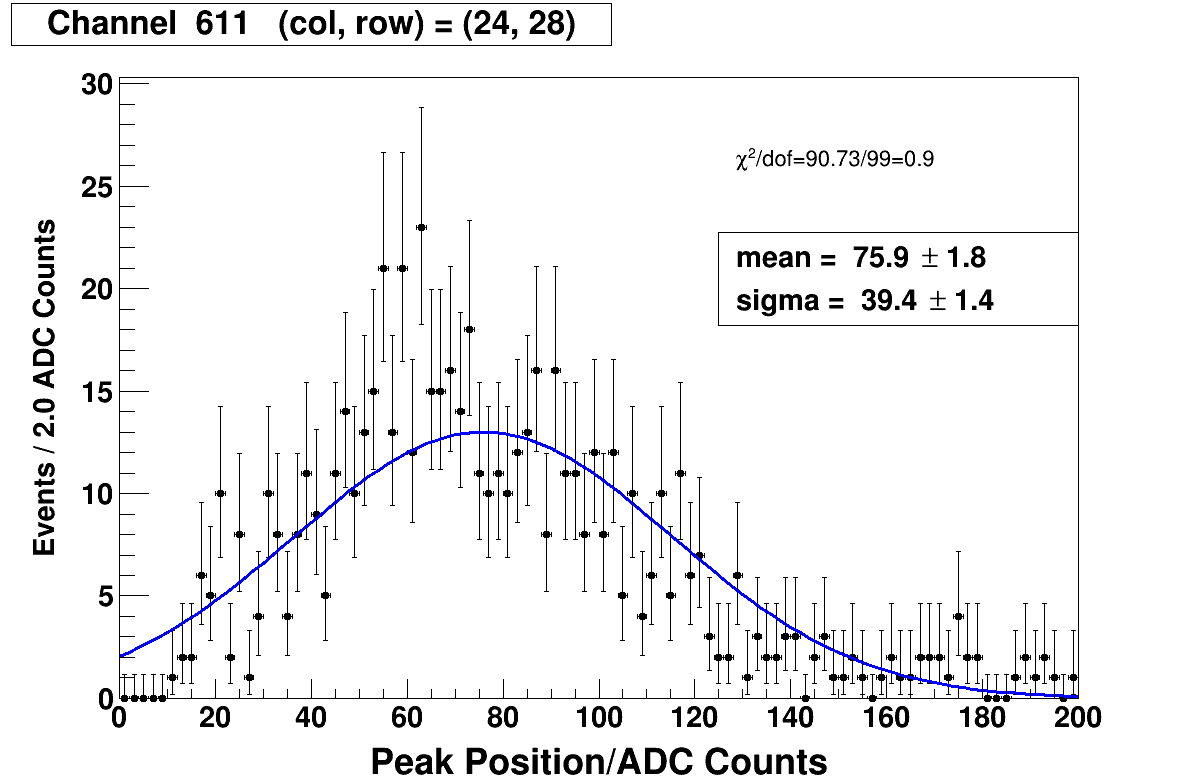 Channel 611 (col, row) = (24, 28)
30
25
20
15
10
5
0
Events / 2.0 ADC Counts
χ²/dof=90.73/99=0.9
mean = 75.9 ± 1.8
sigma = 39.4 ± 1.4
0 20 40 60 80 100 120 140 160 180 200
Peak Position/ADC Counts